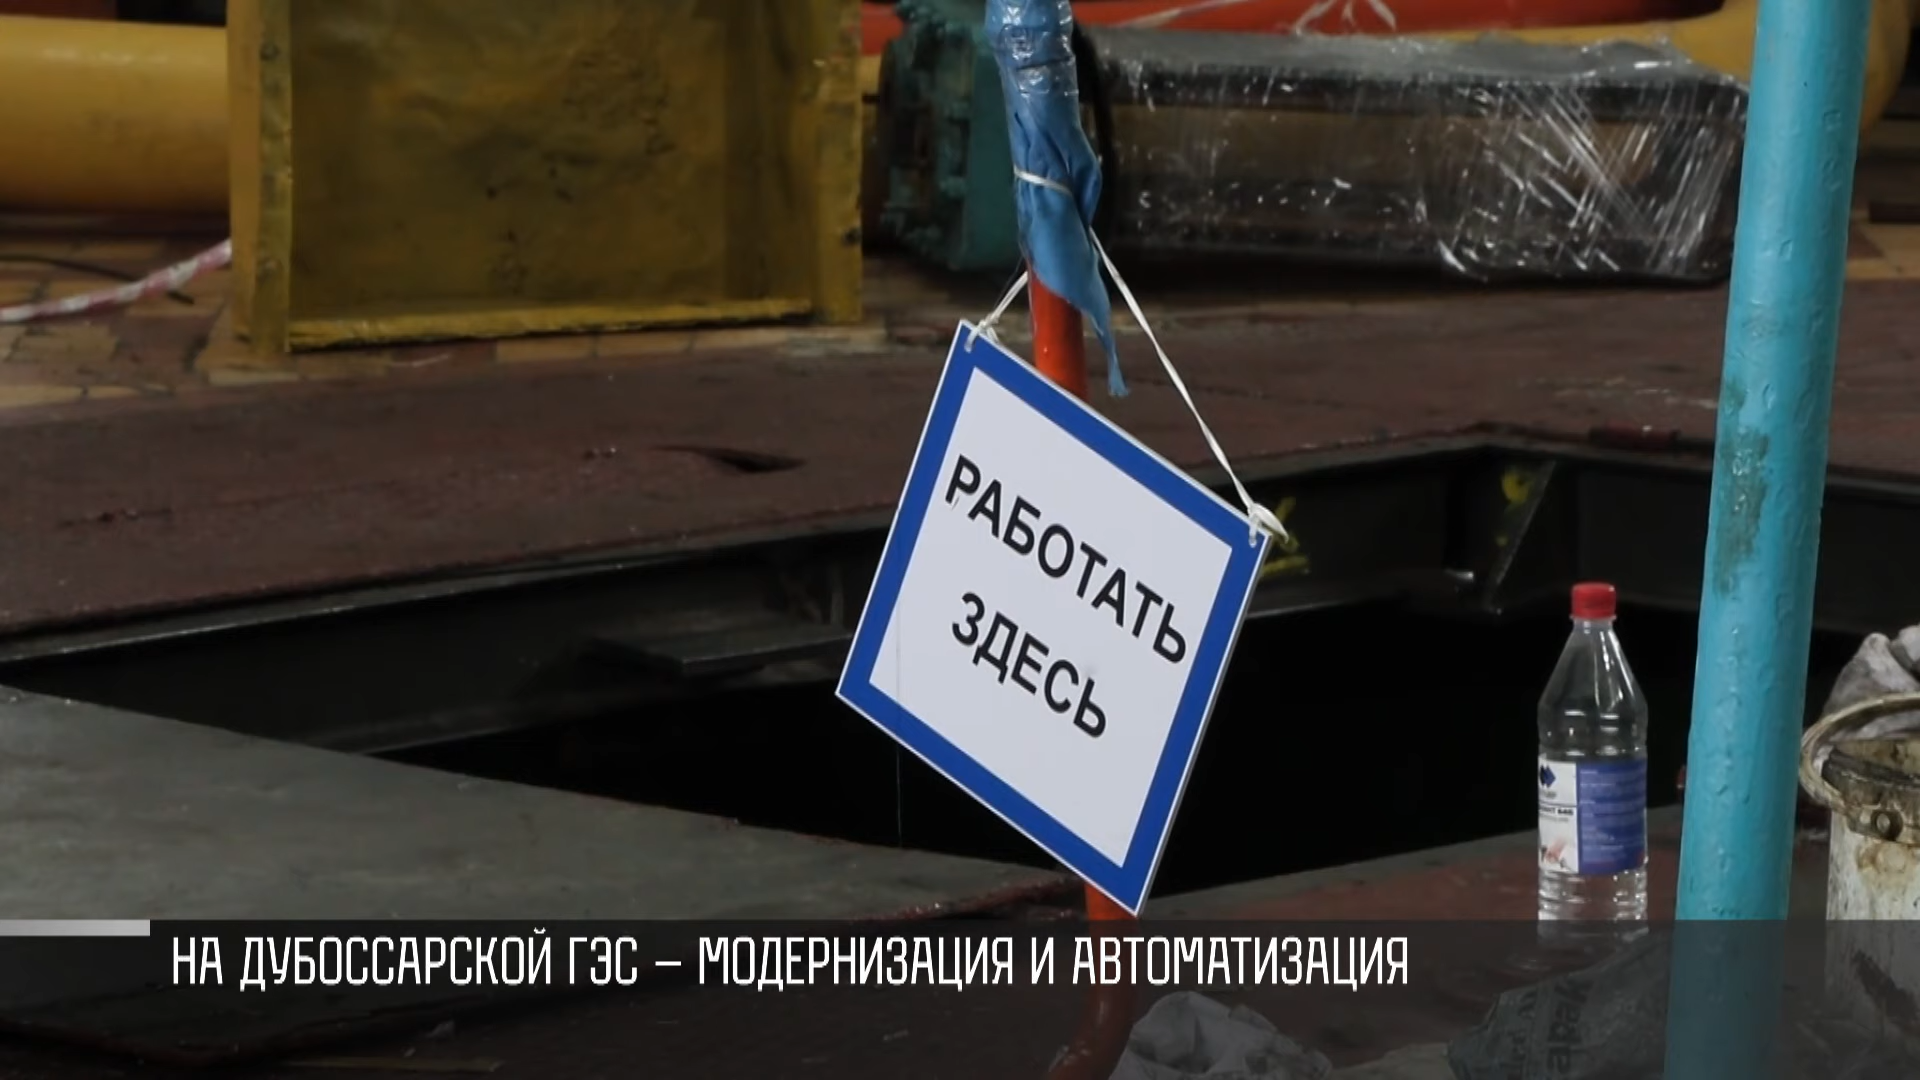 РАБОТАТЬ
ЗДЕСЬ
НА ДУБОССАРСКОЙ ГЭС – МОДЕРНИЗАЦИЯ И АВТОМАТИЗАЦИЯ